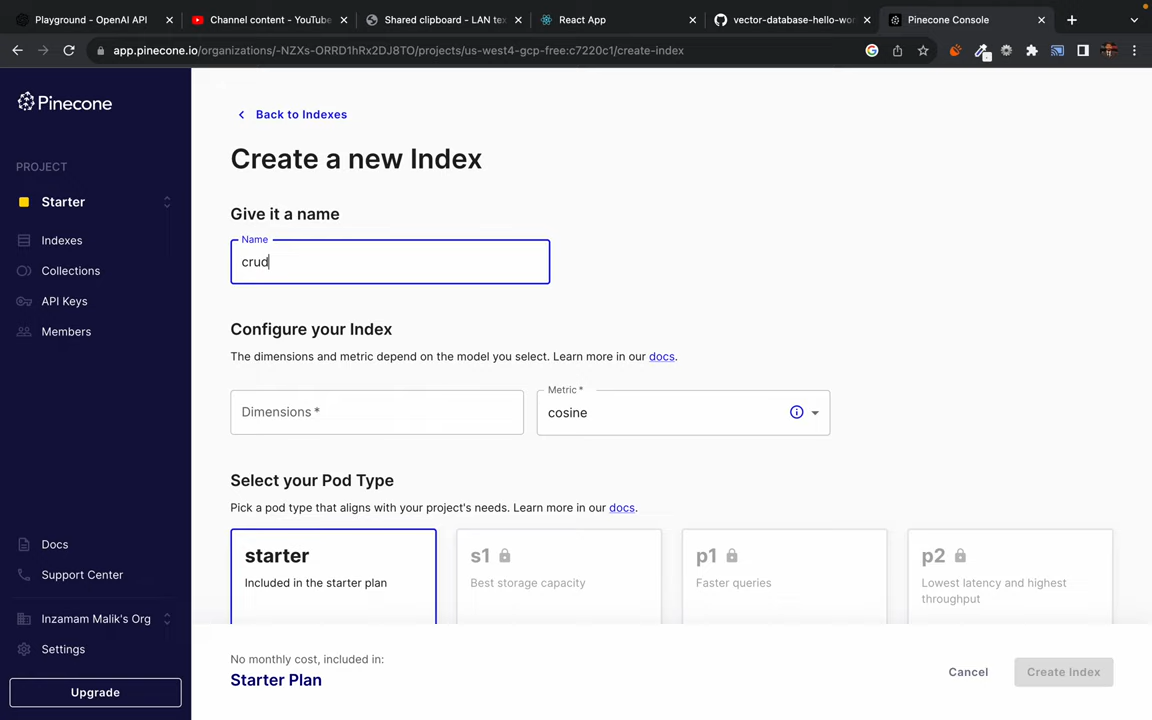 Playground - OpenAI API
Channel content - YouTube
Shared clipboard - LAN te
React App
vector-database-hello-wor
Pinecone Console
app.pinecone.io/organizations/-NZXs-ORRD1hRx2DJ8TO/projects/us-west4-gcp-free:c7220c1/create-index
Pinecone
PROJECT
Starter
Indexes
Collections
API Keys
Members
Docs
Support Center
Inzamam Malik's Org
Settings
Upgrade
Back to Indexes
Create a new Index
Give it a name
Name
crud
Configure your Index
The dimensions and metric depend on the model you select. Learn more in our docs.
Dimensions *
Metric *
cosine
Select your Pod Type
Pick a pod type that aligns with your project's needs. Learn more in our docs.
starter
Included in the starter plan
s1
Best storage capacity
p1
Faster queries
p2
Lowest latency and highest
throughput
No monthly cost, included in:
Starter Plan
Cancel
Create Index